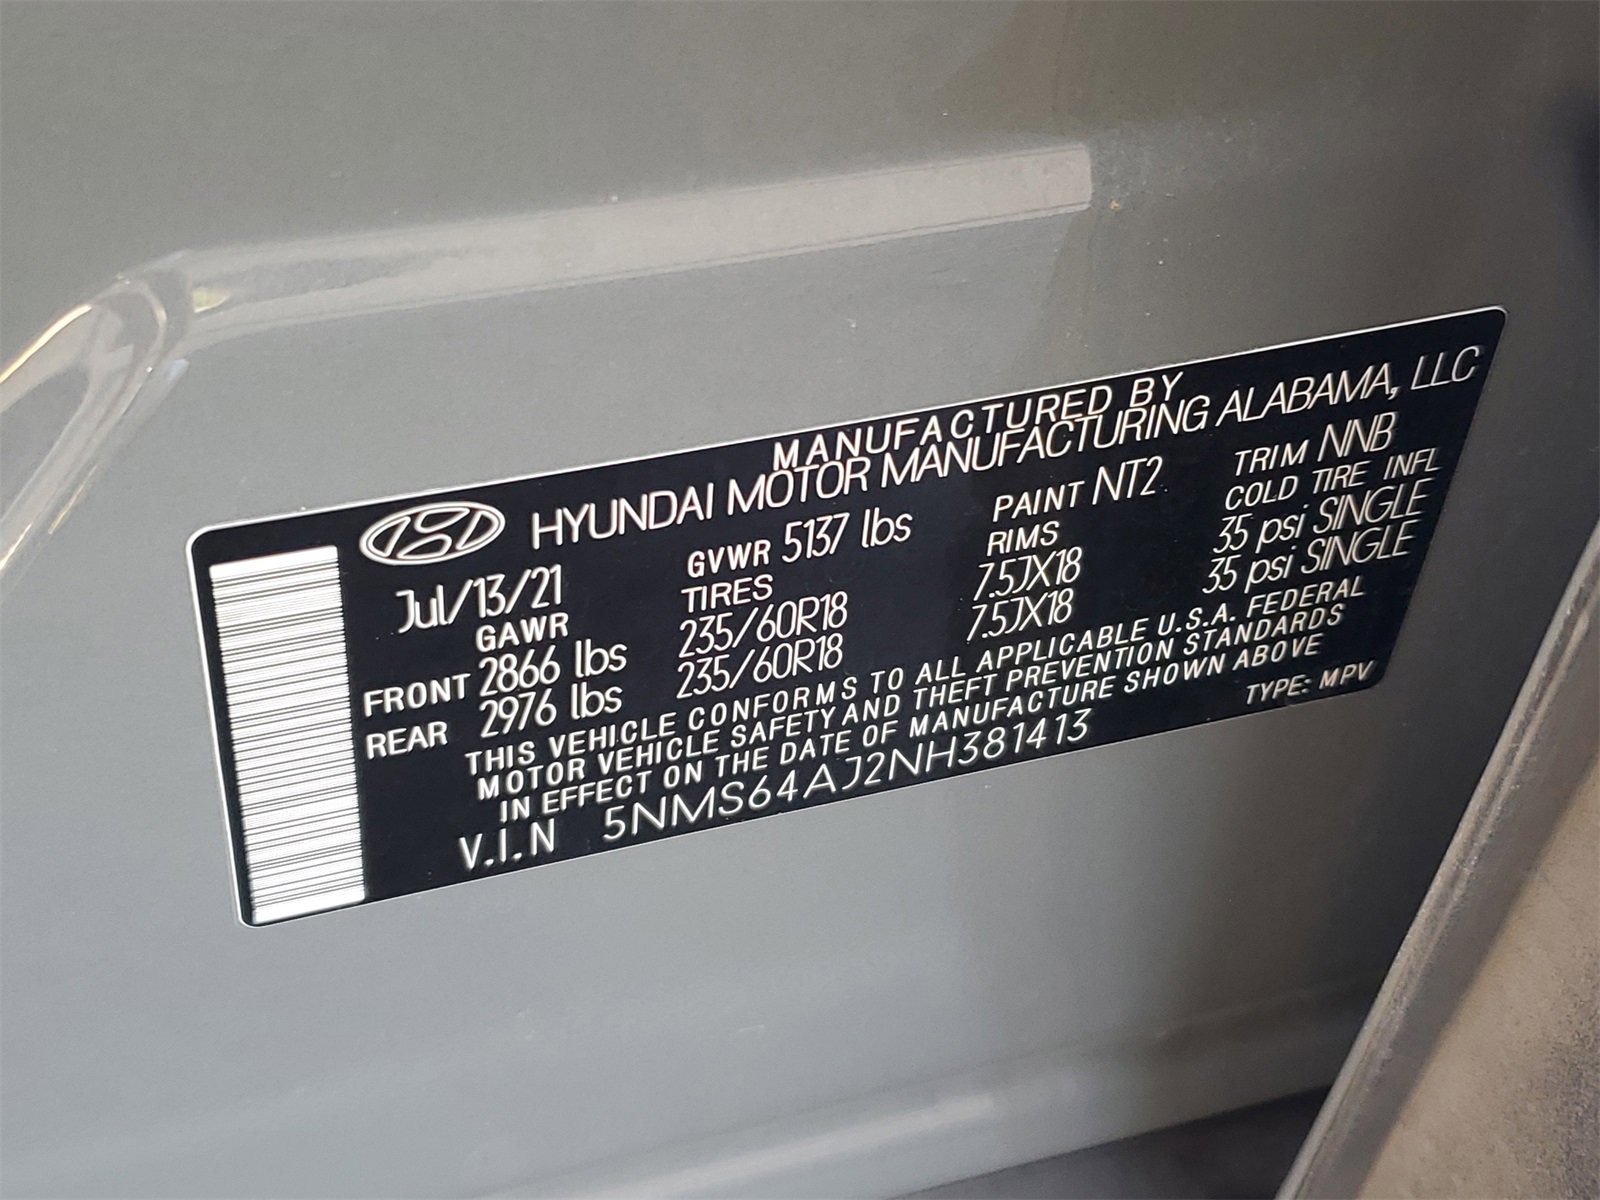 MANUFACTURED BY
HYUNDAI MOTOR MANUFACTURING ALABAMA, LLC
Jul/13/21 GVWR 5137 lbs PAINT NT2 TRIM NNB
GAWR TIRES RIMS COLD TIRE INFL
FRONT 2866 lbs 235/60R18 7.5JX18 35 psi SINGLE
REAR 2976 lbs 235/60R18 7.5JX18 35 psi SINGLE
THIS VEHICLE CONFORMS TO ALL APPLICABLE U.S.A. FEDERAL
MOTOR VEHICLE SAFETY AND THEFT PREVENTION STANDARDS
IN EFFECT ON THE DATE OF MANUFACTURE SHOWN ABOVE
V.I.N 5NMS64AJ2NH381413 TYPE: MPV